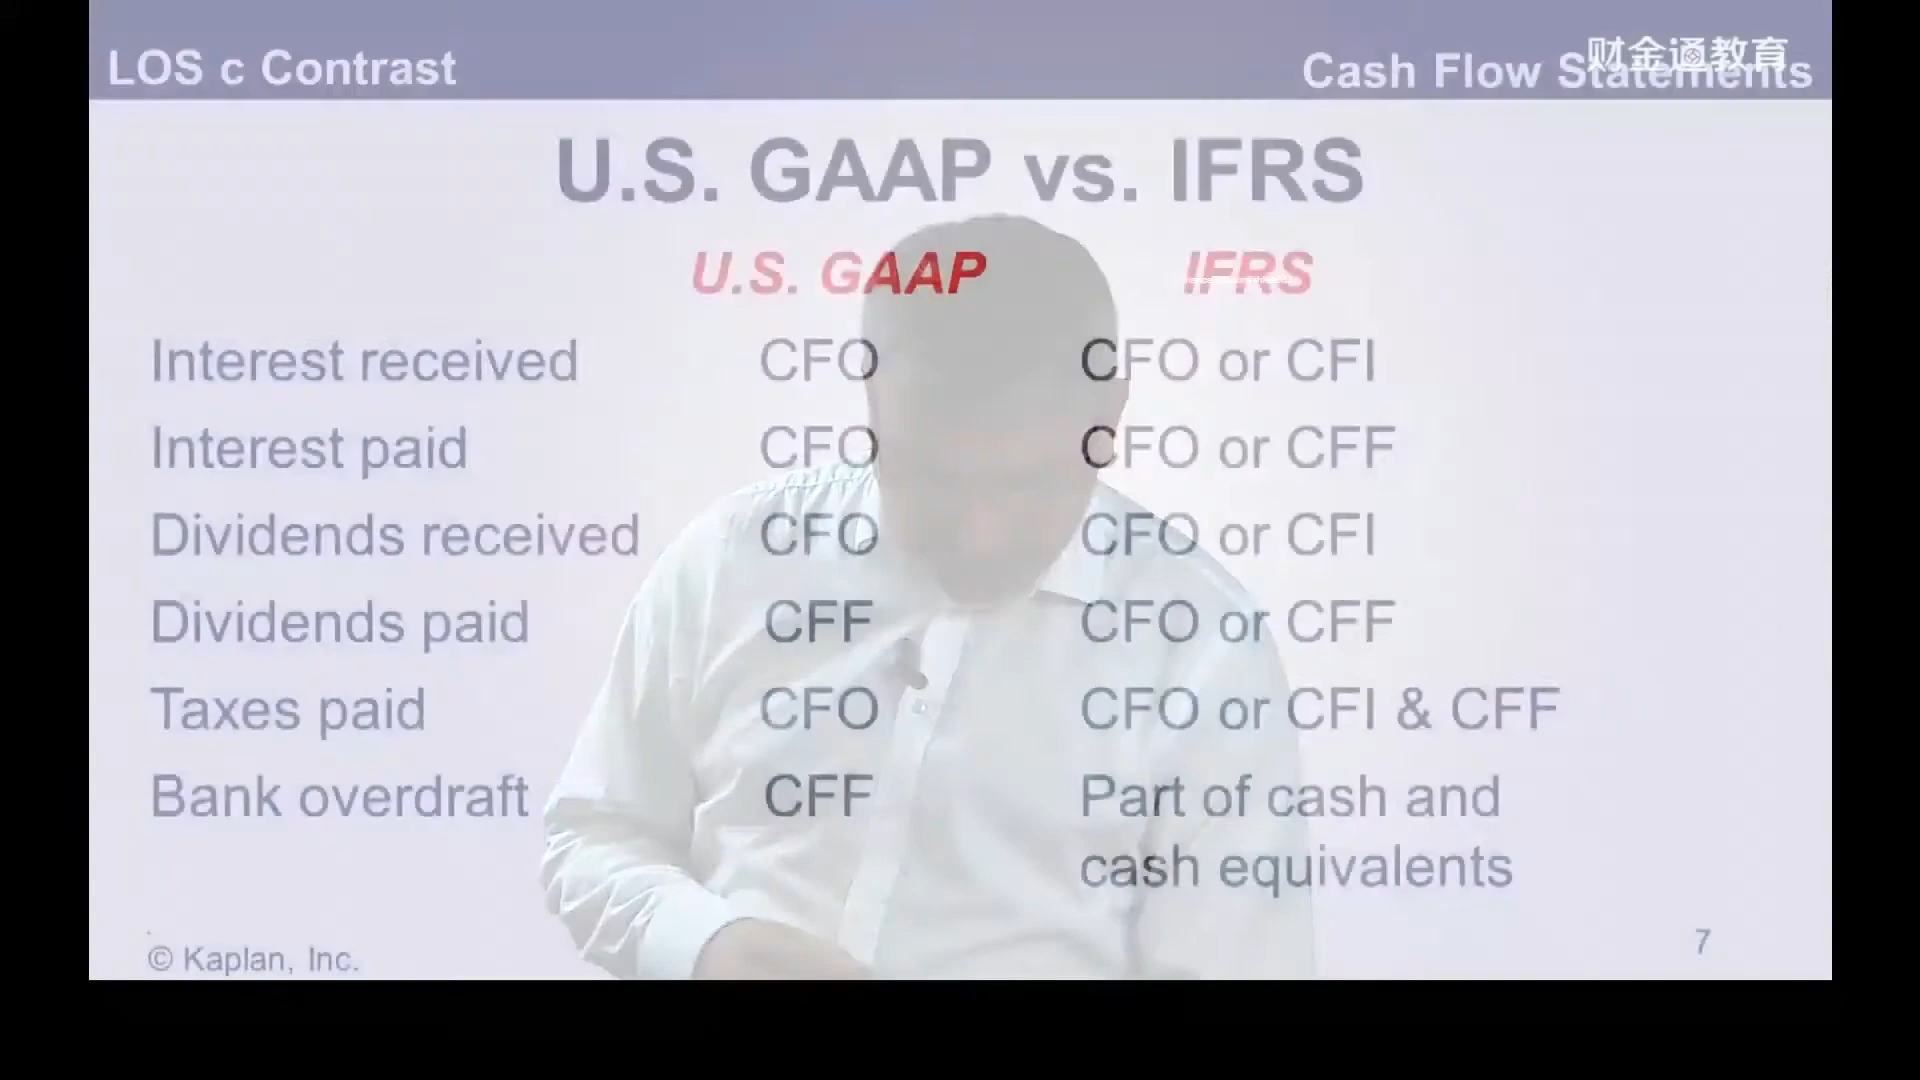 LOS c Contrast
Cash Flow Statements
财金通教育
U.S. GAAP vs. IFRS
U.S. GAAP IFRS
Interest received CFO CFO or CFI
Interest paid CFO CFO or CFF
Dividends received CFO CFO or CFI
Dividends paid CFF CFO or CFF
Taxes paid CFO CFO or CFI & CFF
Bank overdraft CFF Part of cash and
cash equivalents
© Kaplan, Inc.
7